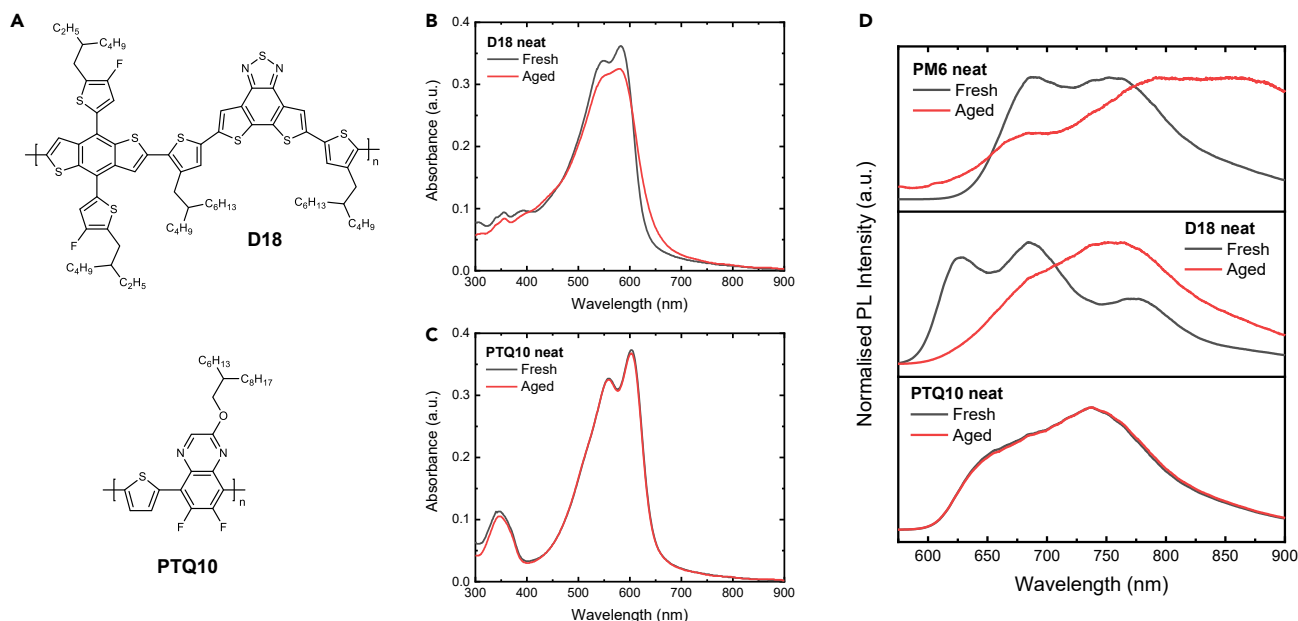 A
C₂H₅
C₄H₉
F
S
N S N
S
S
S
S
S
S
n
C₆H₁₃
C₄H₉
C₆H₁₃
C₄H₉
S
F
C₄H₉
C₂H₅
D18
C₆H₁₃
C₈H₁₇
O
N N
S
n
F F
PTQ10
B
0.4
0.3
0.2
0.1
0.0
Absorbance (a.u.)
D18 neat
Fresh
Aged
300 400 500 600 700 800 900
Wavelength (nm)
C
0.4
0.3
0.2
0.1
0.0
Absorbance (a.u.)
PTQ10 neat
Fresh
Aged
300 400 500 600 700 800 900
Wavelength (nm)
D
Normalised PL Intensity (a.u.)
PM6 neat
Fresh
Aged
D18 neat
Fresh
Aged
PTQ10 neat
Fresh
Aged
600 650 700 750 800 850 900
Wavelength (nm)